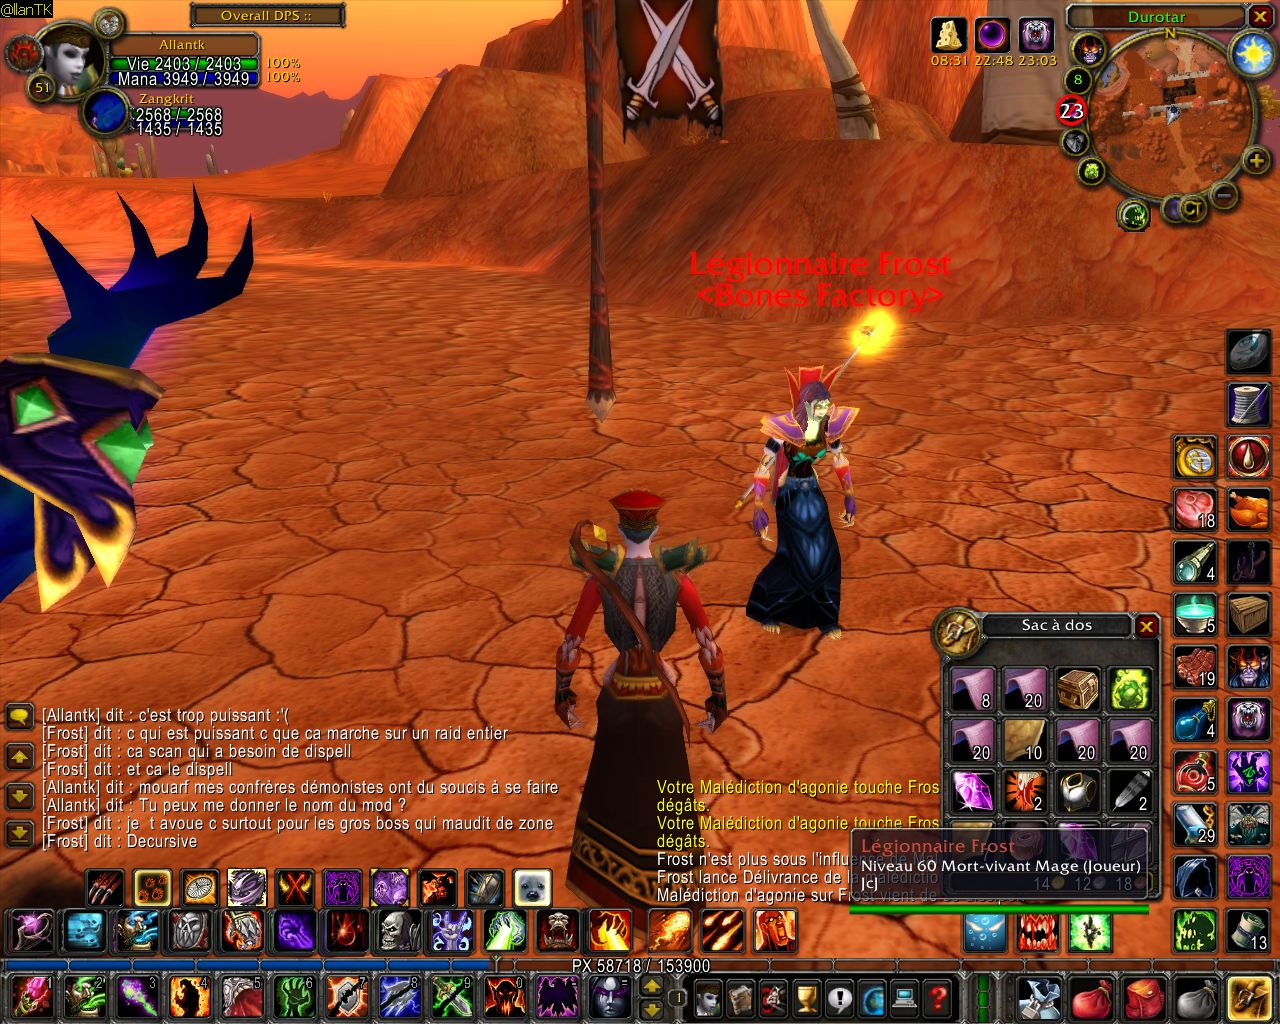 @llanTK
Overall DPS ::
Allantk
Vie 2403 / 2403
100%
Mana 3949 / 3949
100%
51
Zangkrit
2568 / 2568
1435 / 1435
08:31 22:48 23:03
Durotar
N
8
23
CT
Légionnaire Frost
<Bones Factory>
18
4
5
19
4
5
29
13
Sac à dos
8
20
20
10
20
20
2
2
14
12
18
[Allantk] dit : c'est trop puissant :'(
[Frost] dit : c qui est puissant c que ca marche sur un raid entier
[Frost] dit : ca scan qui a besoin de dispell
[Frost] dit : et ca le dispell
[Allantk] dit : mouarf mes confrères démonistes ont du soucis à se faire
[Allantk] dit : Tu peux me donner le nom du mod ?
[Frost] dit : je t avoue c surtout pour les gros boss qui maudit de zone
[Frost] dit : Decursive
Votre Malédiction d'agonie touche Fros
dégâts.
Votre Malédiction d'agonie touche Fros
dégâts.
Frost n'est plus sous l'influence de
Frost lance Délivrance de la malédiction
Malédiction d'agonie sur Frost vient de
Légionnaire Frost
Niveau 60 Mort-vivant Mage (Joueur)
JcJ
PX 58718 / 153900
1 2 3 4 5 6 7 8 9 0 =
1